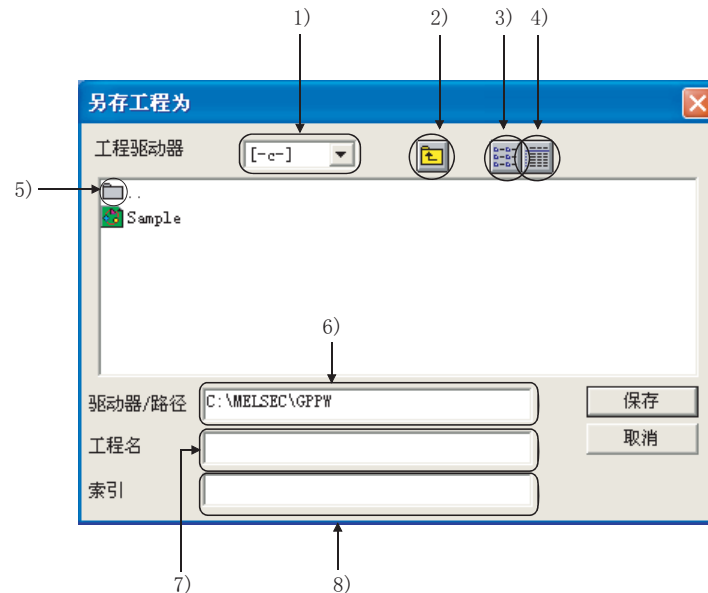 1)
2)
3)
4)
另存工程为
工程驱动器
[-c-]
5)
..
Sample
6)
驱动器/路径
C:\MELSEC\GPPW
保存
工程名
取消
索引
7)
8)